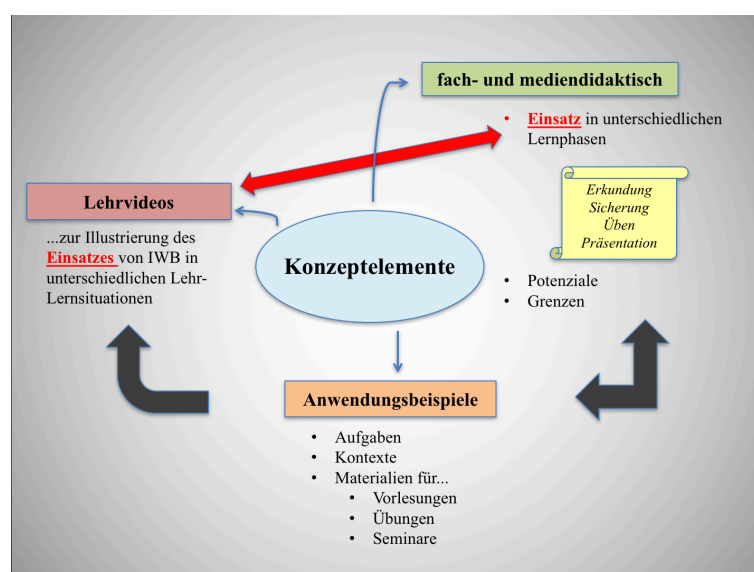 fach- und mediendidaktisch
• Einsatz in unterschiedlichen
Lernphasen
Erkundung
Sicherung
Üben
Präsentation
• Potenziale
• Grenzen
Lehrvideos
...zur Illustrierung des
Einsatzes von IWB in
unterschiedlichen Lehr-
Lernsituationen
Konzeptelemente
Anwendungsbeispiele
• Aufgaben
• Kontexte
• Materialien für...
• Vorlesungen
• Übungen
• Seminare